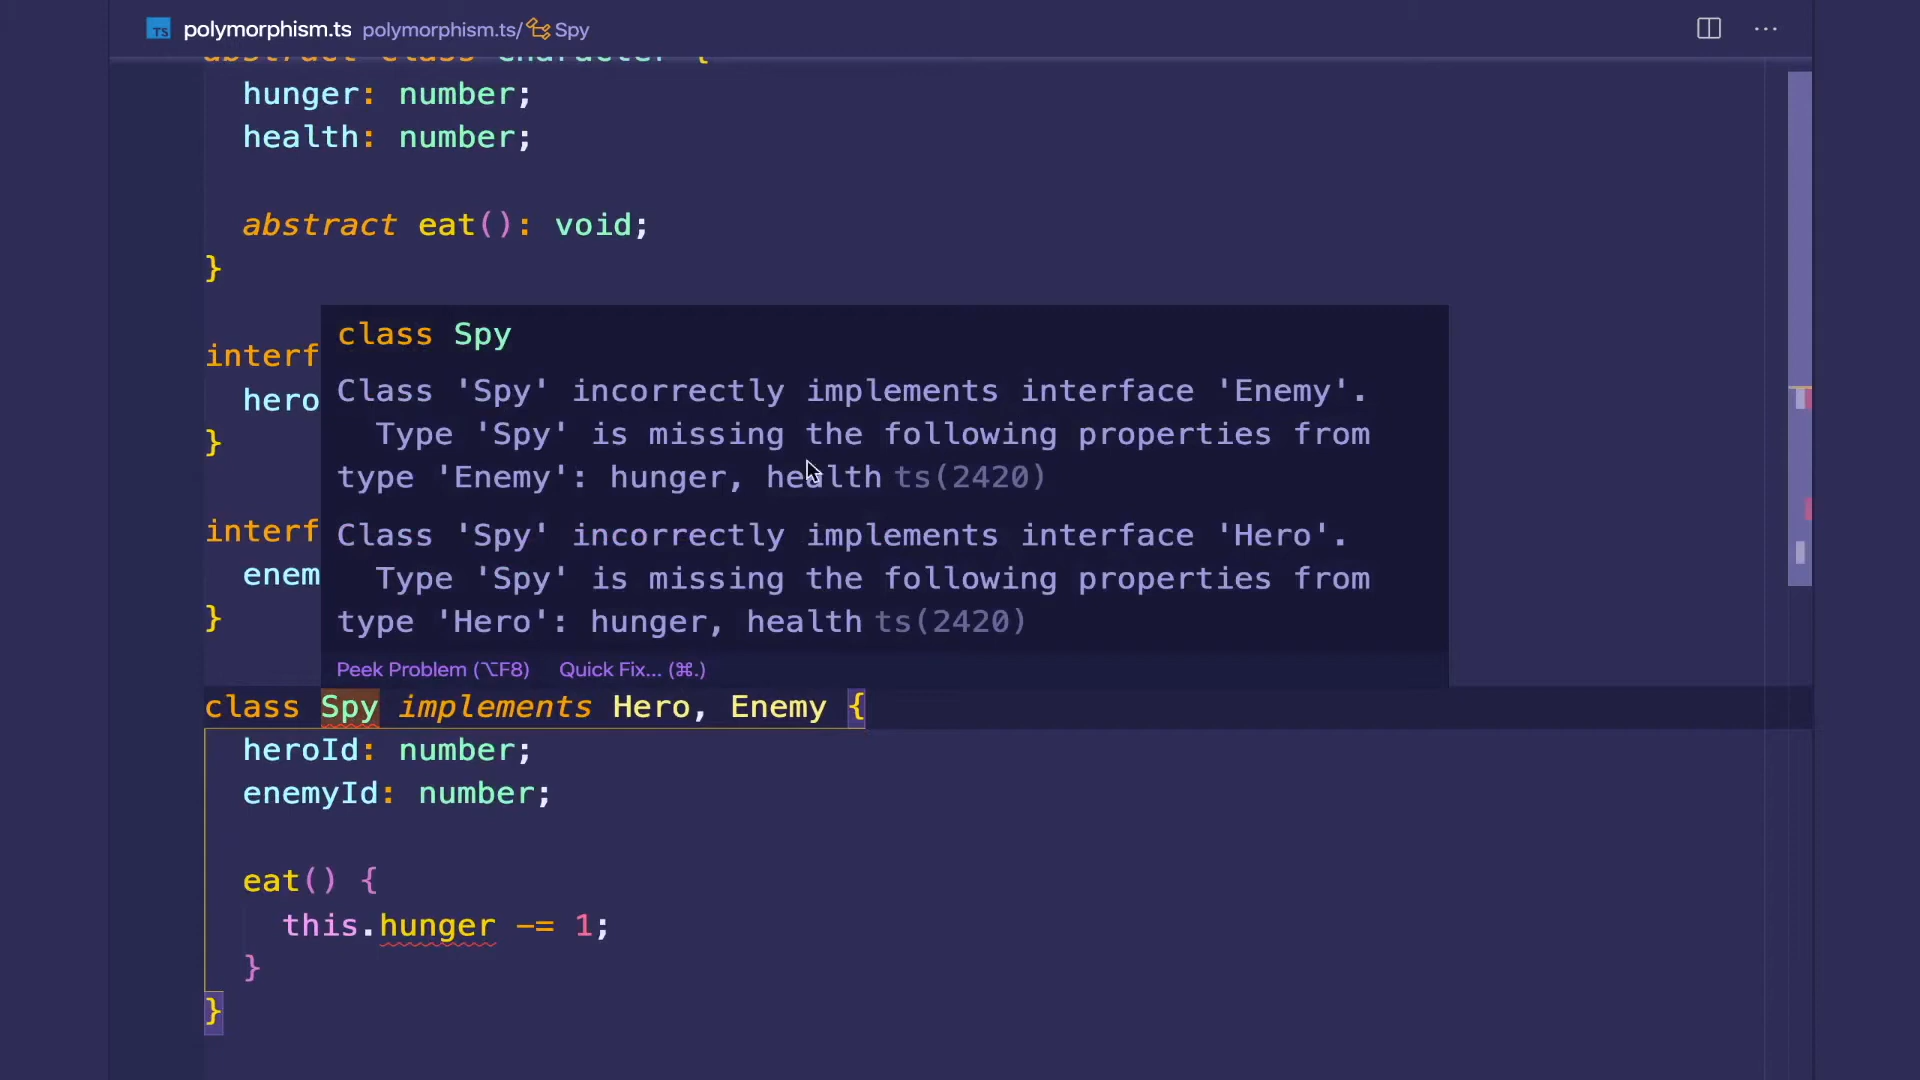 TS polymorphism.ts polymorphism.ts/ Spy ...
abstract class Character {
hunger: number;
health: number;
abstract eat(): void;
}
interf
hero
}
interf
enem
}
class Spy
Class 'Spy' incorrectly implements interface 'Enemy'.
Type 'Spy' is missing the following properties from
type 'Enemy': hunger, health ts(2420)
Class 'Spy' incorrectly implements interface 'Hero'.
Type 'Spy' is missing the following properties from
type 'Hero': hunger, health ts(2420)
Peek Problem (⌥F8) Quick Fix... (⌘.)
class Spy implements Hero, Enemy {
heroId: number;
enemyId: number;
eat() {
this.hunger -= 1;
}
}